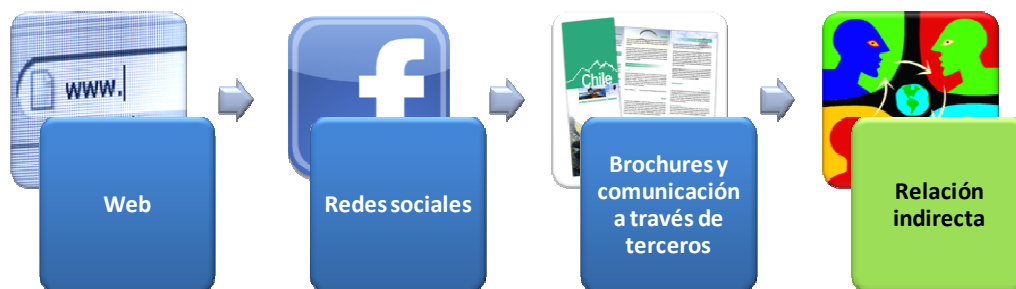 www.
f
Chile
Web
Redes sociales
Brochures y
comunicación
a través de
terceros
Relación
indirecta